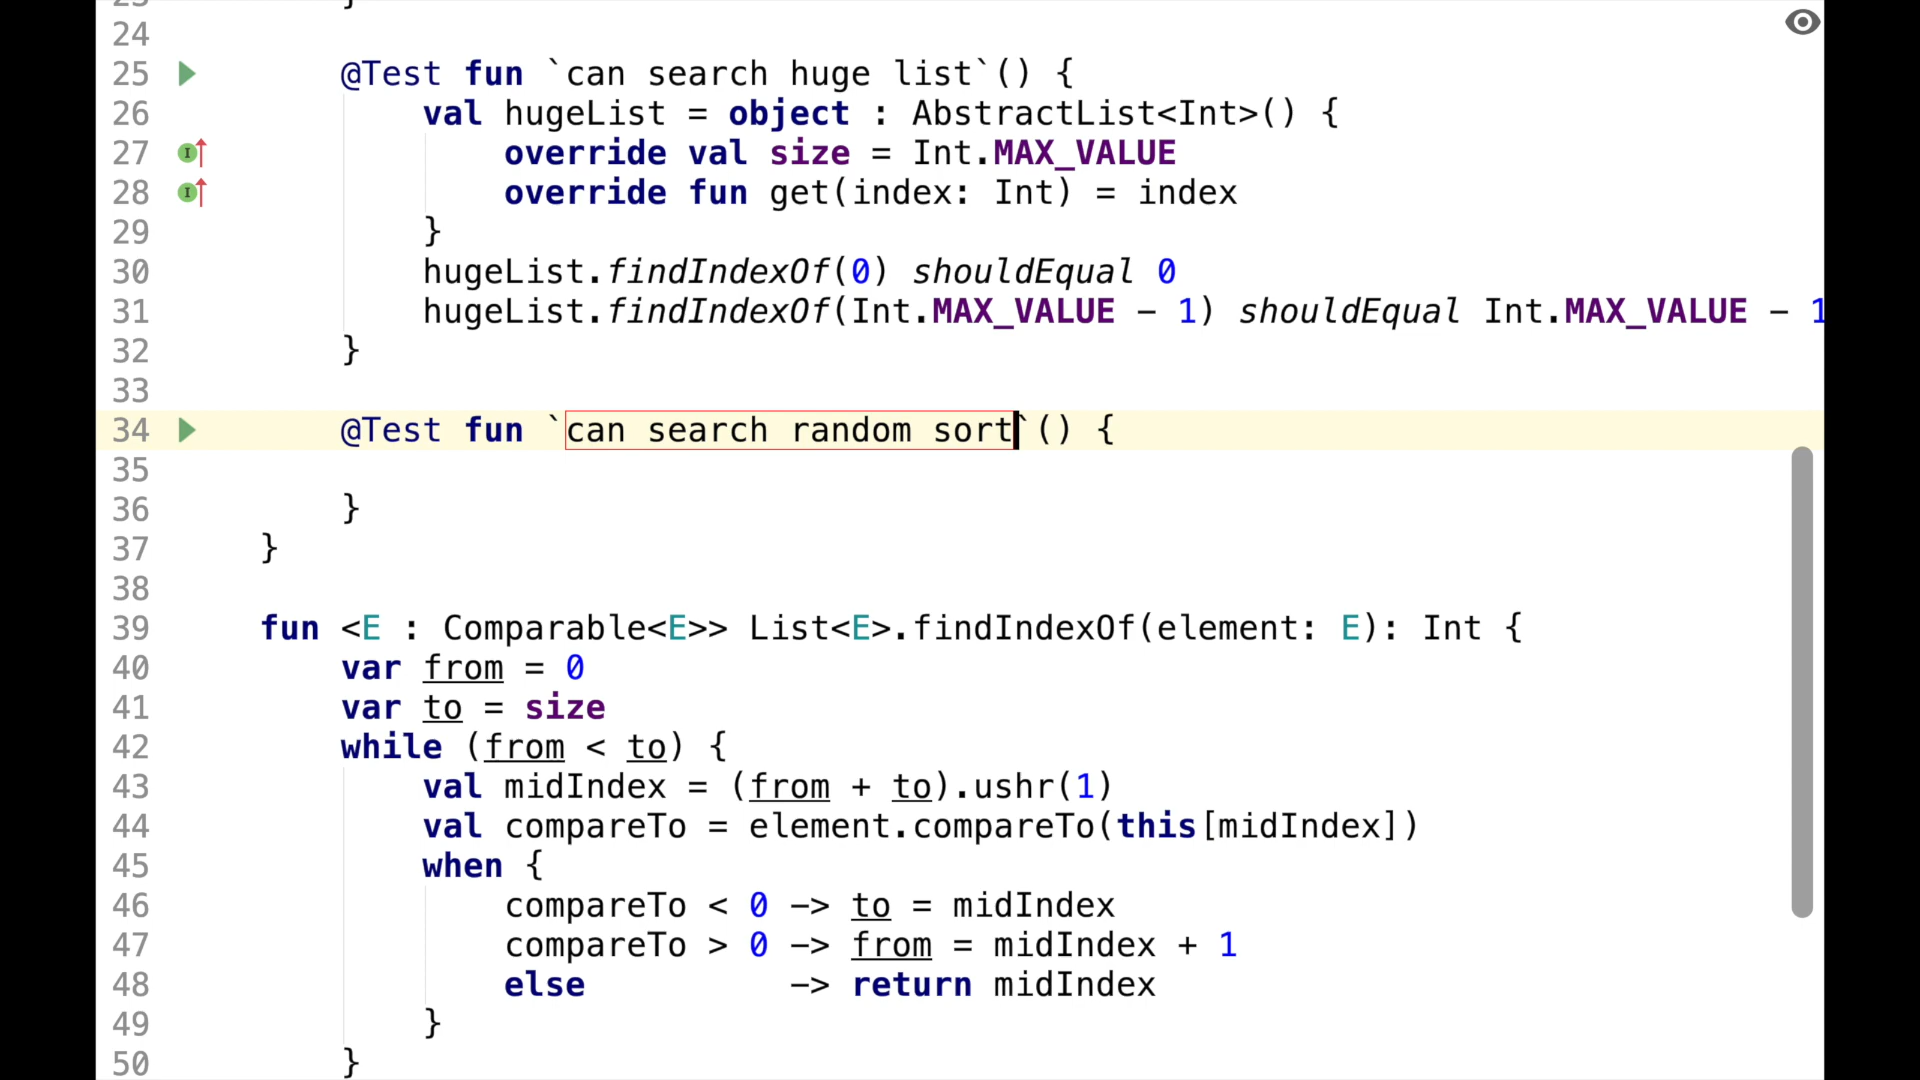 24
25 @Test fun `can search huge list`() {
26 val hugeList = object : AbstractList<Int>() {
27 override val size = Int.MAX_VALUE
28 override fun get(index: Int) = index
29 }
30 hugeList.findIndexOf(0) shouldEqual 0
31 hugeList.findIndexOf(Int.MAX_VALUE - 1) shouldEqual Int.MAX_VALUE - 1
32 }
33
34 @Test fun `can search random sort`() {
35
36 }
37 }
38
39 fun <E : Comparable<E>> List<E>.findIndexOf(element: E): Int {
40 var from = 0
41 var to = size
42 while (from < to) {
43 val midIndex = (from + to).ushr(1)
44 val compareTo = element.compareTo(this[midIndex])
45 when {
46 compareTo < 0 -> to = midIndex
47 compareTo > 0 -> from = midIndex + 1
48 else -> return midIndex
49 }
50 }